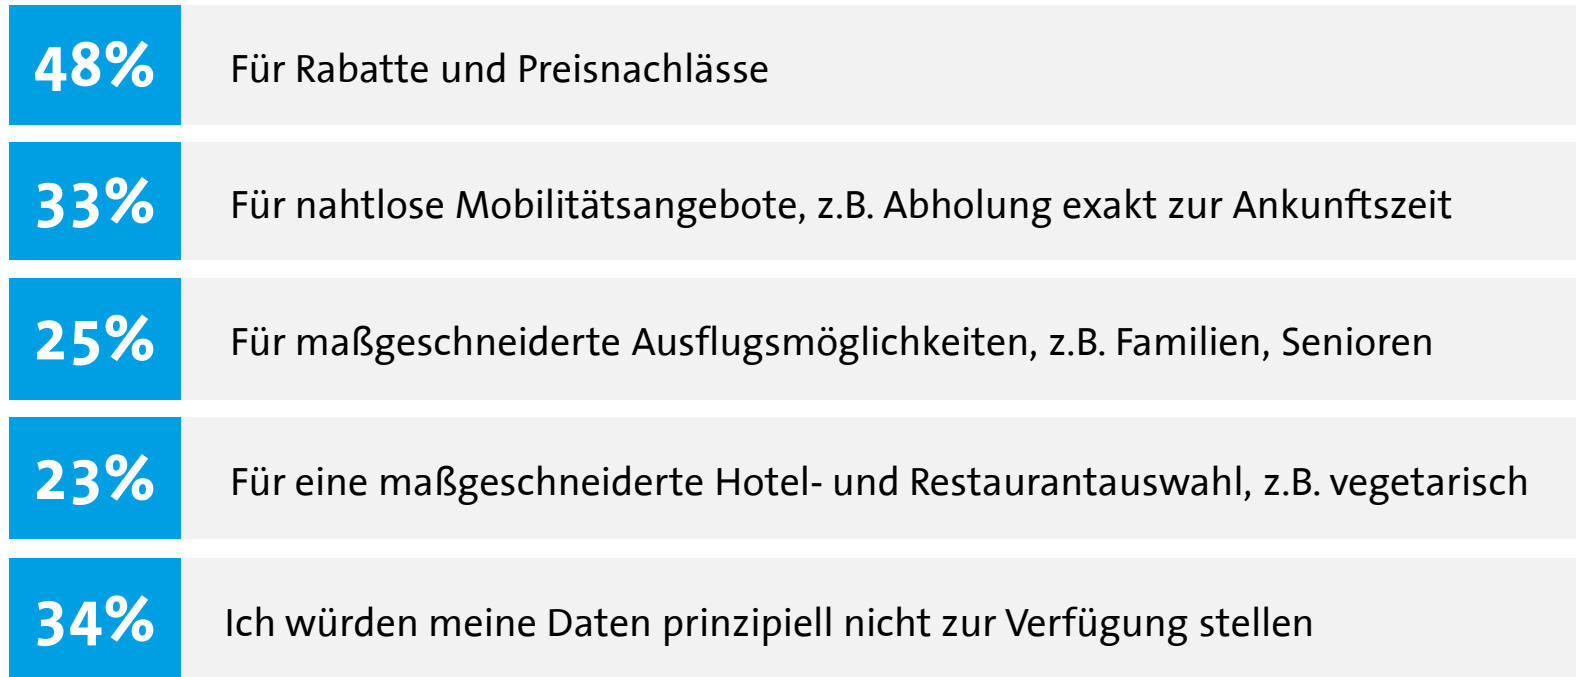 48% Für Rabatte und Preisnachlässe
33% Für nahtlose Mobilitätsangebote, z.B. Abholung exakt zur Ankunftszeit
25% Für maßgeschneiderte Ausflugsmöglichkeiten, z.B. Familien, Senioren
23% Für eine maßgeschneiderte Hotel- und Restaurantauswahl, z.B. vegetarisch
34% Ich würden meine Daten prinzipiell nicht zur Verfügung stellen